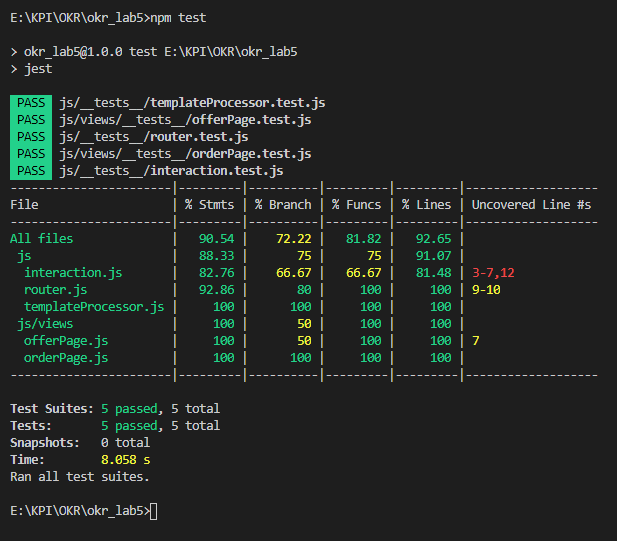 E:\KPI\OKR\okr_lab5>npm test
> okr_lab5@1.0.0 test E:\KPI\OKR\okr_lab5
> jest
PASS js/__tests__/templateProcessor.test.js
PASS js/views/__tests__/offerPage.test.js
PASS js/__tests__/router.test.js
PASS js/views/__tests__/orderPage.test.js
PASS js/__tests__/interaction.test.js
----------------------|---------|----------|---------|---------|-------------------
File                  | % Stmts | % Branch | % Funcs | % Lines | Uncovered Line #s
----------------------|---------|----------|---------|---------|-------------------
All files             |   90.54 |    72.22 |   81.82 |   92.65 |
 js                   |   88.33 |       75 |      75 |   91.07 |
  interaction.js      |   82.76 |    66.67 |   66.67 |   81.48 | 3-7,12
  router.js           |   92.86 |       80 |     100 |     100 | 9-10
  templateProcessor.js |     100 |      100 |     100 |     100 |
 js/views             |     100 |       50 |     100 |     100 |
  offerPage.js        |     100 |       50 |     100 |     100 | 7
  orderPage.js        |     100 |      100 |     100 |     100 |
----------------------|---------|----------|---------|---------|-------------------
Test Suites: 5 passed, 5 total
Tests:       5 passed, 5 total
Snapshots:   0 total
Time:        8.058 s
Ran all test suites.
E:\KPI\OKR\okr_lab5>